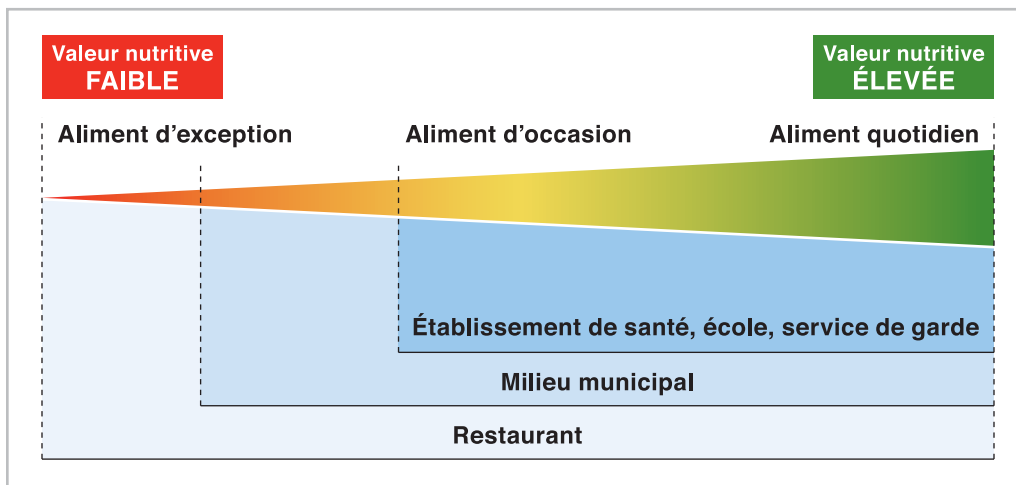 Valeur nutritive
FAIBLE
Valeur nutritive
ÉLEVÉE
Aliment d'exception
Aliment d'occasion
Aliment quotidien
Établissement de santé, école, service de garde
Milieu municipal
Restaurant